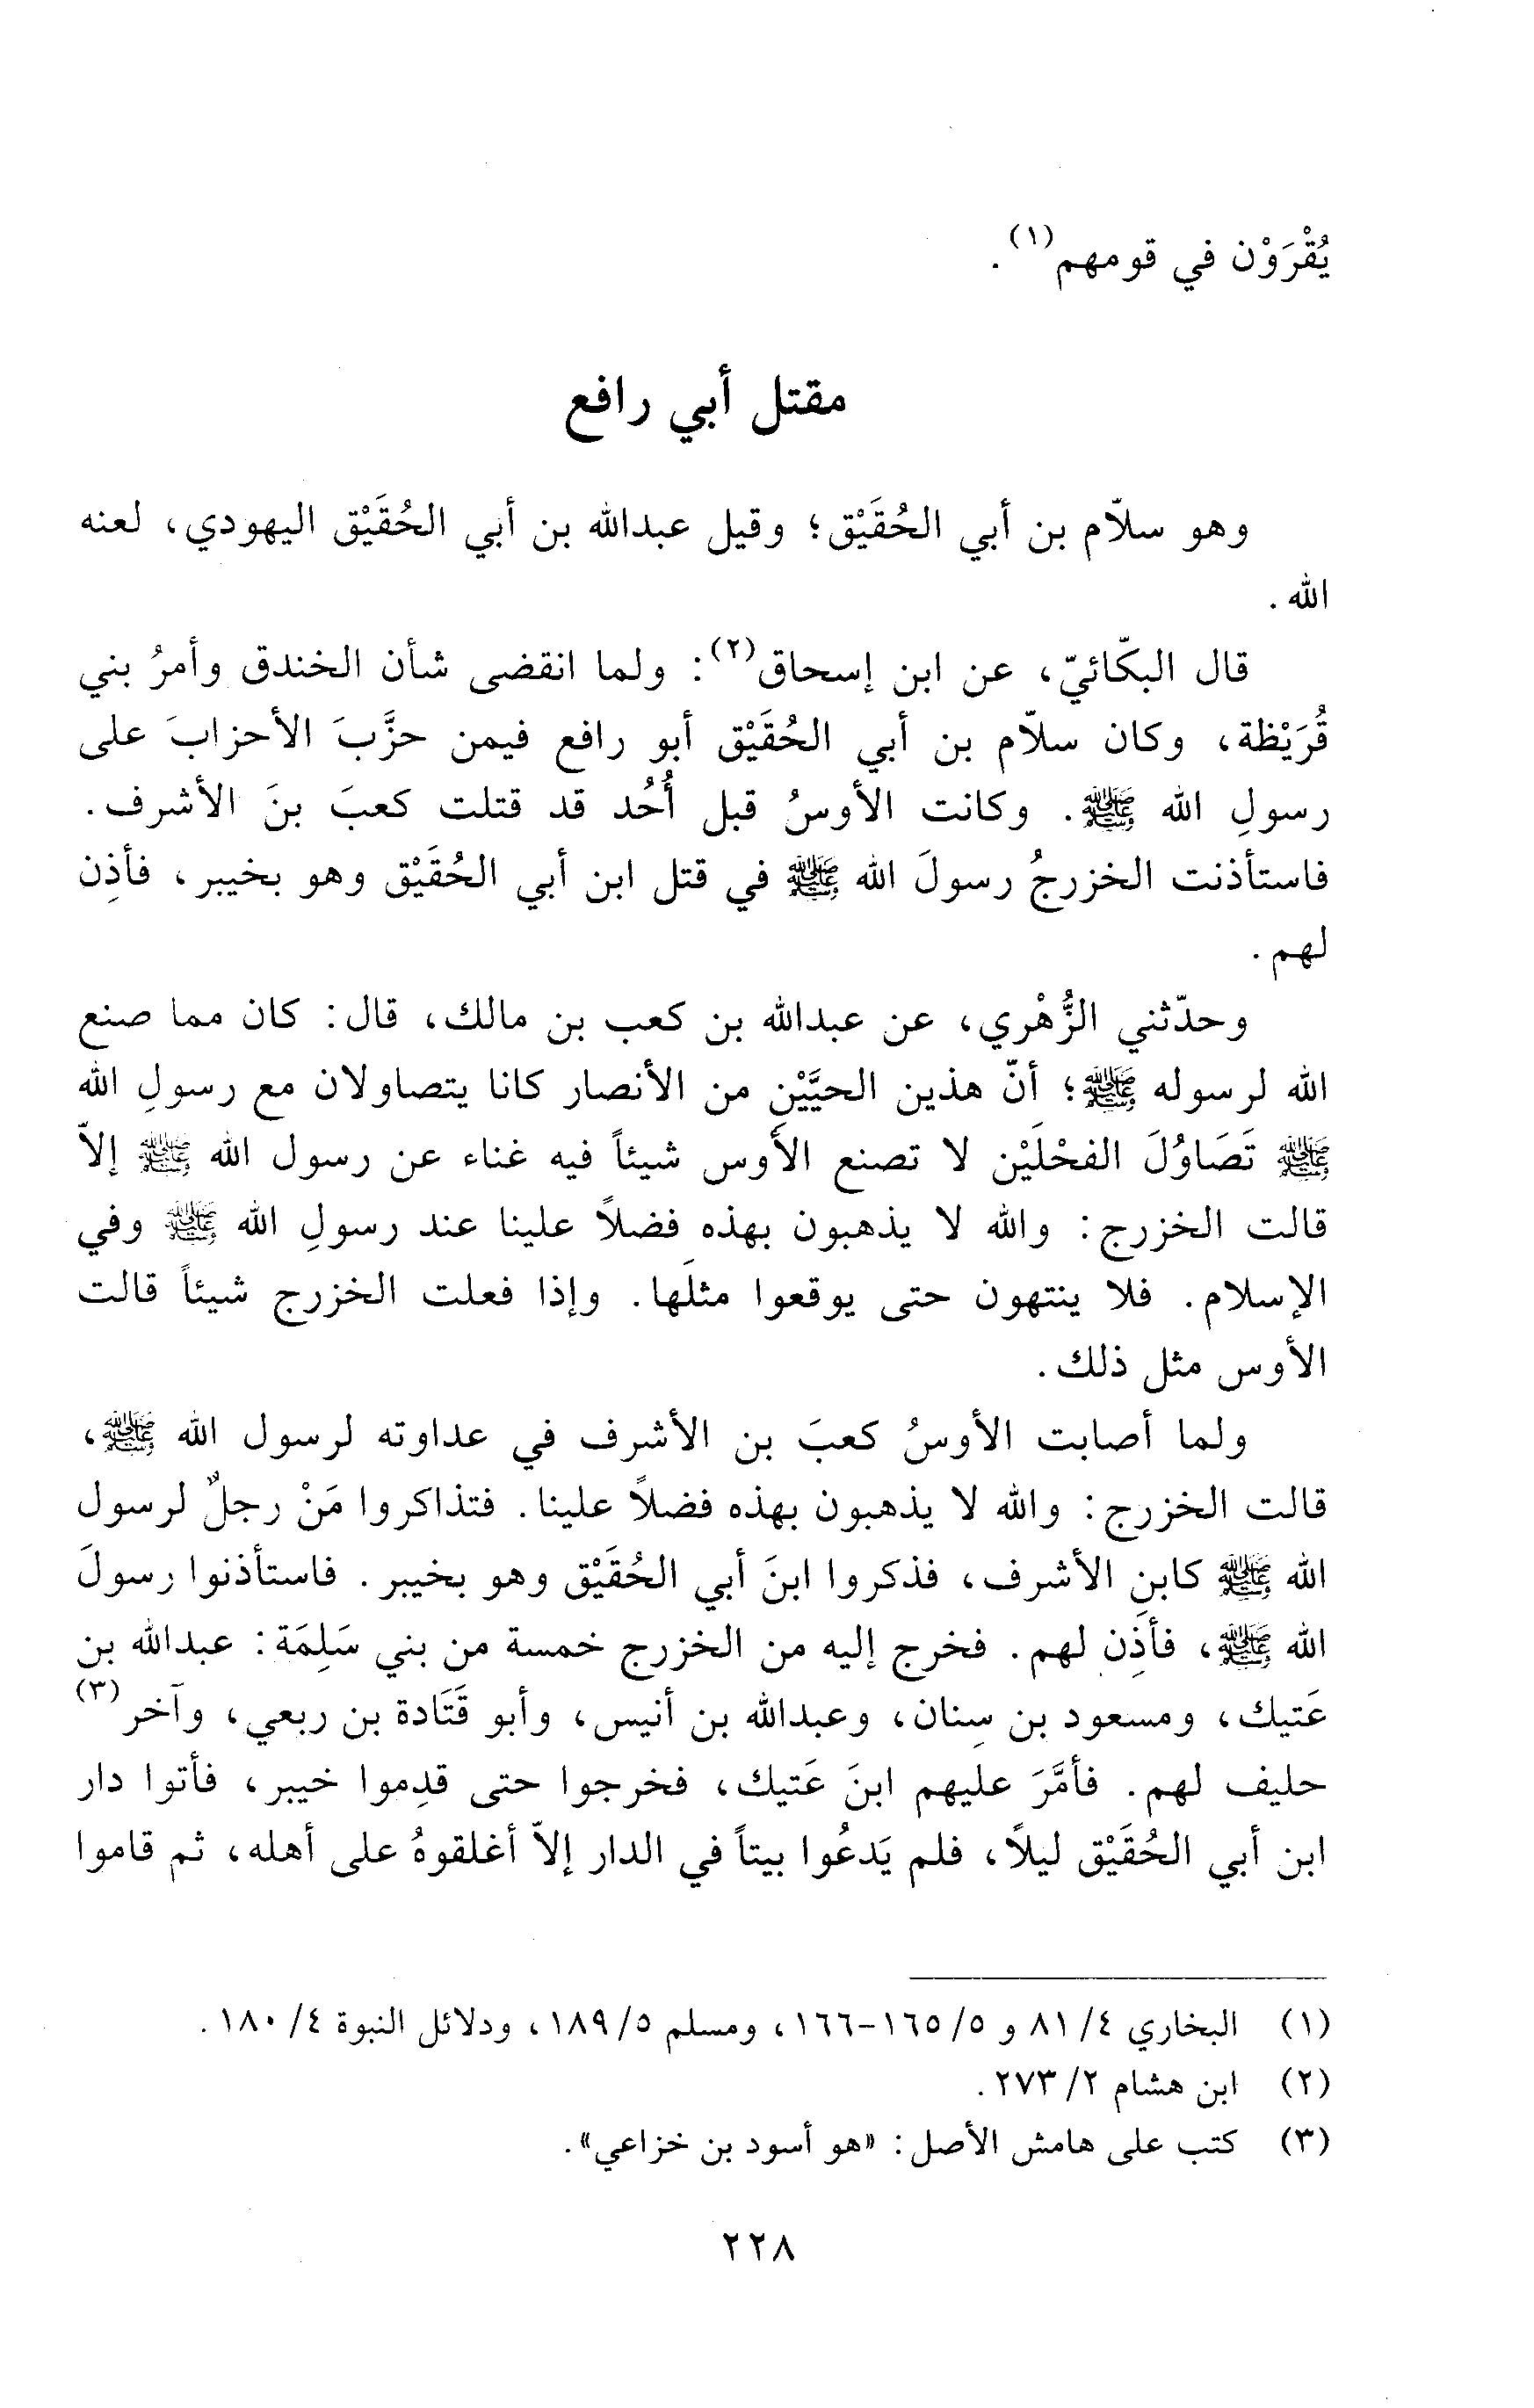 يُقْرَوْن في قومهم(١).
مقتل أبي رافع
وهو سلاّم بن أبي الحُقَيْق؛ وقيل عبدالله بن أبي الحُقَيْق اليهودي، لعنه
الله.
قال البكّائيّ، عن ابن إسحاق(٢): ولما انقضى شأن الخندق وأمرُ بني
قُرَيْظة، وكان سلاّم بن أبي الحُقَيْق أبو رافع فيمن حزَّبَ الأحزابَ على
رسولِ الله ﷺ. وكانت الأوسُ قبل أُحُد قد قتلت كعبَ بنَ الأشرف.
فاستأذنت الخزرجُ رسولَ الله ﷺ في قتل ابن أبي الحُقَيْق وهو بخيبر، فأذِن
لهم.
وحدّثني الزُّهْري، عن عبدالله بن كعب بن مالك، قال: كان مما صنع
الله لرسوله ﷺ؛ أنّ هذين الحيَّيْنِ من الأنصار كانا يتصاولان مع رسولِ الله
ﷺ تَصَاوُلَ الفحْلَيْن لا تصنع الأوس شيئاً فيه غناء عن رسول الله ﷺ إلاّ
قالت الخزرج: والله لا يذهبون بهذه فضلاً علينا عند رسولِ الله ﷺ وفي
الإسلام. فلا ينتهون حتى يوقعوا مثلَها. وإذا فعلت الخزرج شيئاً قالت
الأوس مثل ذلك.
ولما أصابت الأوسُ كعبَ بن الأشرف في عداوته لرسول الله ﷺ،
قالت الخزرج: والله لا يذهبون بهذه فضلاً علينا. فتذاكروا مَنْ رجلٌ لرسول
الله ﷺ كابنِ الأشرف، فذكروا ابنَ أبي الحُقَيْق وهو بخيبر. فاستأذنوا رسولَ
الله ﷺ، فأذِن لهم. فخرج إليه من الخزرج خمسة من بني سَلِمَة: عبدالله بن
عَتيك، ومسعود بن سِنان، وعبدالله بن أنيس، وأبو قَتَادة بن ربعي، وآخر(٣)
حليف لهم. فأمَّرَ عليهم ابنَ عَتيك، فخرجوا حتى قدِموا خيبر، فأتوا دار
ابن أبي الحُقَيْق ليلاً، فلم يَدعُوا بيتاً في الدار إلاّ أغلقوهُ على أهله، ثم قاموا
(١) البخاري ٤/ ٨١ و ٥/ ١٦٥-١٦٦، ومسلم ٥/ ١٨٩، ودلائل النبوة ٤/ ١٨٠.
(٢) ابن هشام ٢/ ٢٧٣.
(٣) كتب على هامش الأصل: «هو أسود بن خزاعي».
٢٢٨